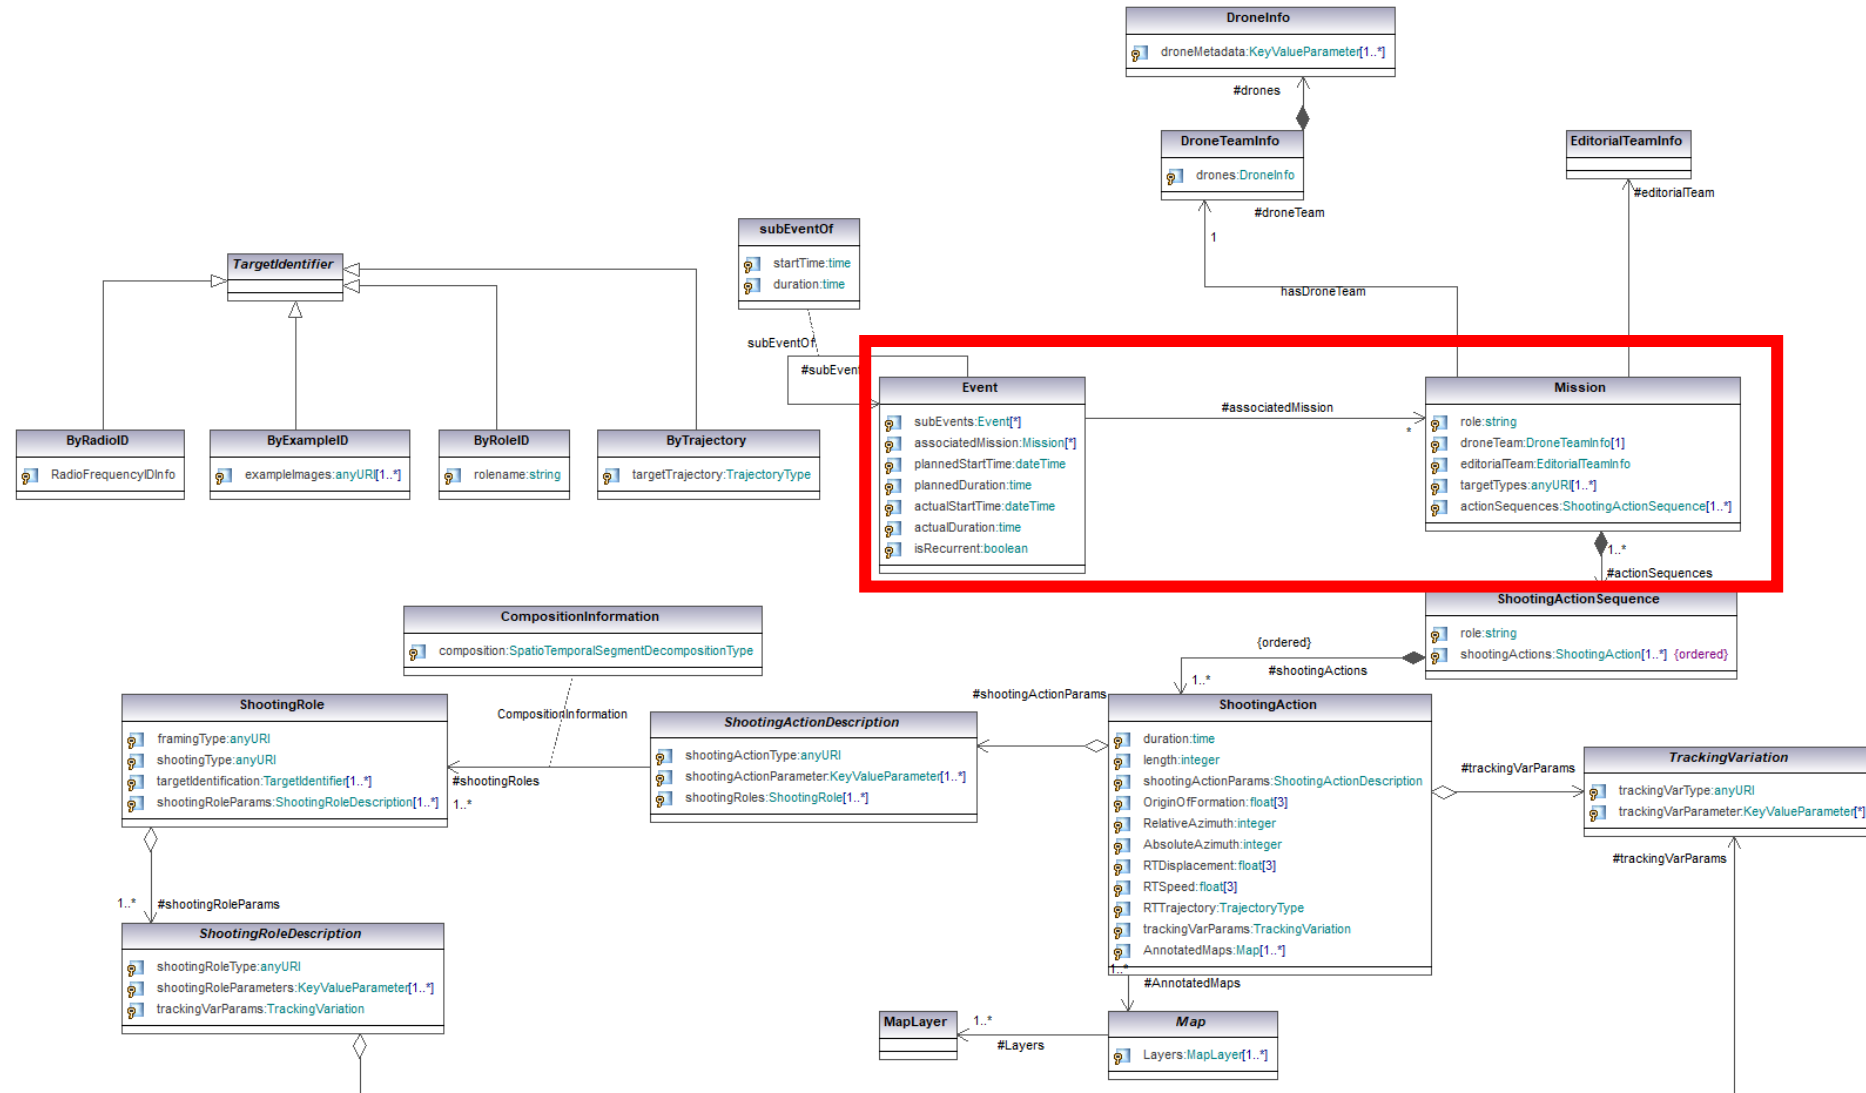 DroneInfo
droneMetadata:KeyValueParameter[1..*]
#drones
DroneTeamInfo
drones:DroneInfo
#droneTeam
1
hasDroneTeam
EditorialTeamInfo
#editorialTeam
subEventOf
startTime:time
duration:time
subEventOf
#subEvent
TargetIdentifier
ByRadioID
RadioFrequencyIDInfo
ByExampleID
exampleImages:anyURI[1..*]
ByRoleID
rolename:string
ByTrajectory
targetTrajectory:TrajectoryType
Event
subEvents:Event[*]
associatedMission:Mission[*]
plannedStartTime:dateTime
plannedDuration:time
actualStartTime:dateTime
actualDuration:time
isRecurrent:boolean
#associatedMission
*
Mission
role:string
droneTeam:DroneTeamInfo[1]
editorialTeam:EditorialTeamInfo
targetTypes:anyURI[1..*]
actionSequences:ShootingActionSequence[1..*]
1..*
#actionSequences
ShootingActionSequence
role:string
shootingActions:ShootingAction[1..*] {ordered}
{ordered}
#shootingActions
1..*
CompositionInformation
composition:SpatioTemporalSegmentDecompositionType
CompositionInformation
ShootingRole
framingType:anyURI
shootingType:anyURI
targetIdentification:TargetIdentifier[1..*]
shootingRoleParams:ShootingRoleDescription[1..*]
#shootingRoles
1..*
ShootingActionDescription
shootingActionType:anyURI
shootingActionParameter:KeyValueParameter[1..*]
shootingRoles:ShootingRole[1..*]
#shootingActionParams
ShootingAction
duration:time
length:integer
shootingActionParams:ShootingActionDescription
OriginOfFormation:float[3]
RelativeAzimuth:integer
AbsoluteAzimuth:integer
RTDisplacement:float[3]
RTSpeed:float[3]
RTTrajectory:TrajectoryType
trackingVarParams:TrackingVariation
AnnotatedMaps:Map[1..*]
#trackingVarParams
TrackingVariation
trackingVarType:anyURI
trackingVarParameter:KeyValueParameter[*]
#trackingVarParams
1..*
#shootingRoleParams
ShootingRoleDescription
shootingRoleType:anyURI
shootingRoleParameters:KeyValueParameter[1..*]
trackingVarParams:TrackingVariation
1..*
#AnnotatedMaps
MapLayer
1..*
#Layers
Map
Layers:MapLayer[1..*]